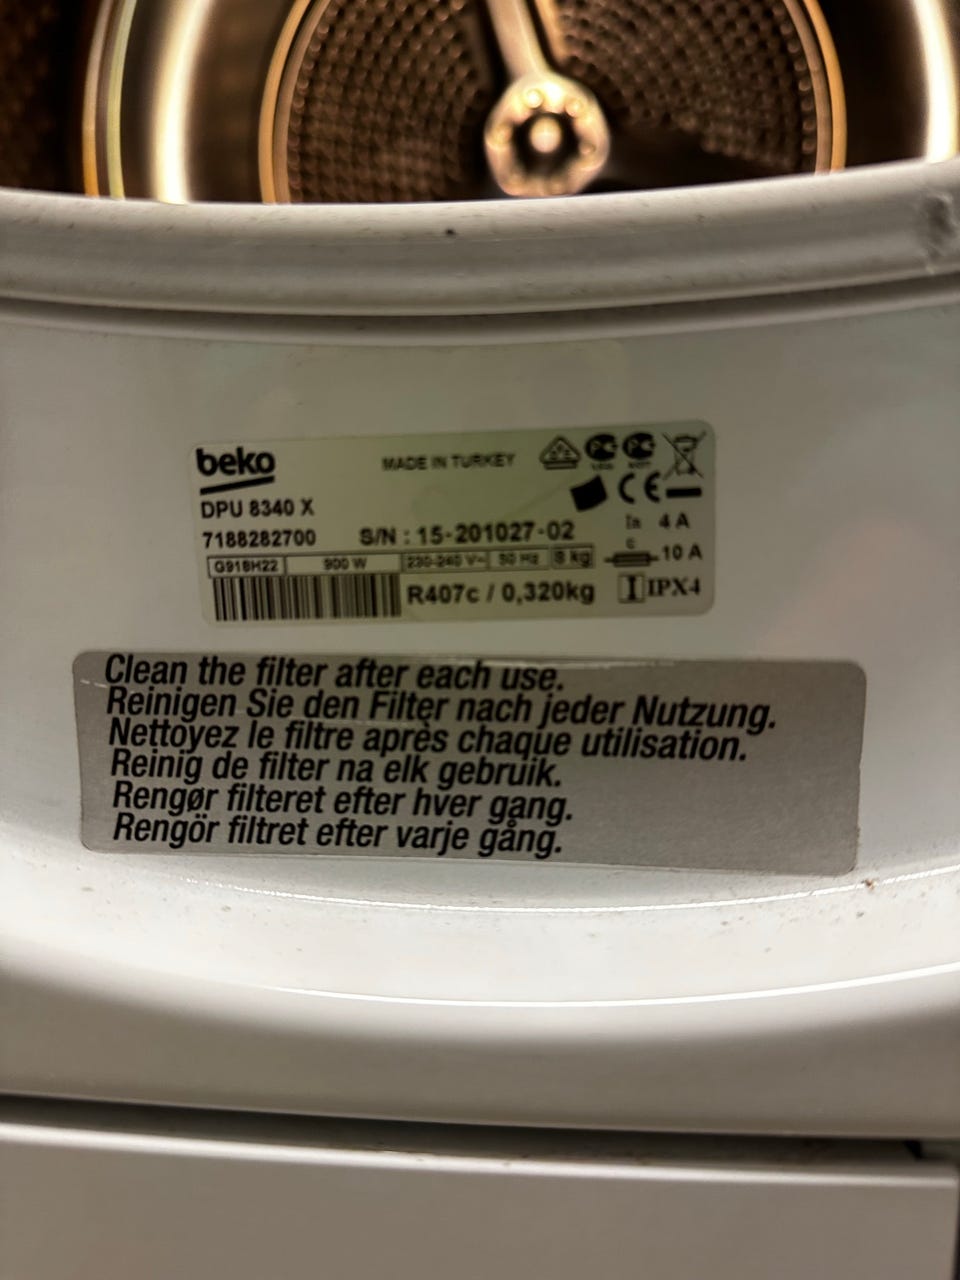 beko
MADE IN TURKEY
DPU 8340 X
7188282700 S/N : 15-201027-02
In 4 A
G918H22 900 W 230-240 V~ 50 Hz 8 kg
10 A
R407c / 0,320kg
IPX4
Clean the filter after each use.
Reinigen Sie den Filter nach jeder Nutzung.
Nettoyez le filtre après chaque utilisation.
Reinig de filter na elk gebruik.
Rengør filteret efter hver gang.
Rengör filtret efter varje gång.